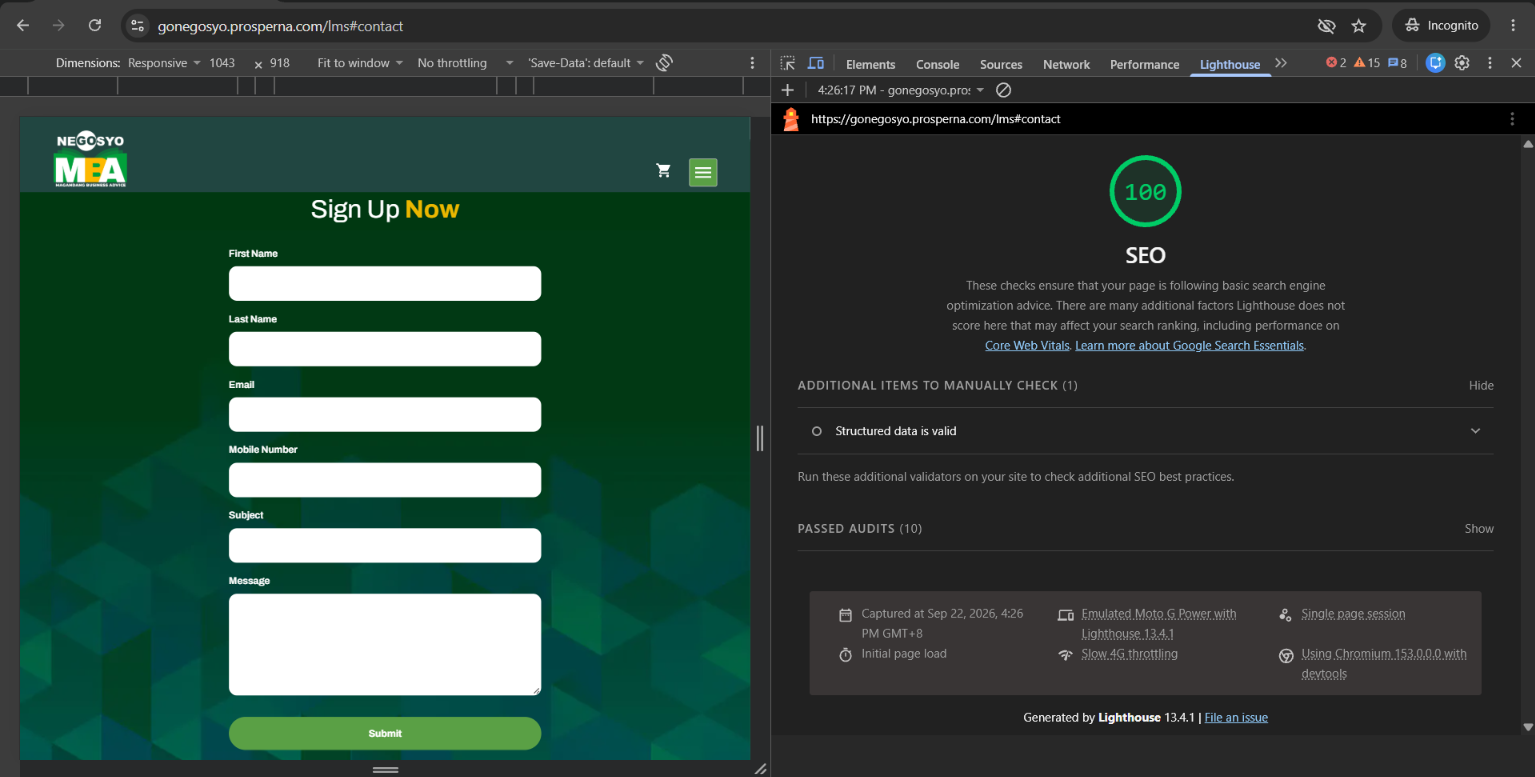 gonegosyo.prosperna.com/lms#contact
Incognito
Dimensions: Responsive 1043 × 918 Fit to window No throttling 'Save-Data': default
Elements Console Sources Network Performance Lighthouse 2 15 8
4:26:17 PM - gonegosyo.pros
https://gonegosyo.prosperna.com/lms#contact
NEGOSYO
MBA
MAGANDANG BUSINESS ADVICE
Sign Up Now
First Name
Last Name
Email
Mobile Number
Subject
Message
Submit
100
SEO
These checks ensure that your page is following basic search engine
optimization advice. There are many additional factors Lighthouse does not
score here that may affect your search ranking, including performance on
Core Web Vitals. Learn more about Google Search Essentials.
ADDITIONAL ITEMS TO MANUALLY CHECK (1) Hide
Structured data is valid
Run these additional validators on your site to check additional SEO best practices.
PASSED AUDITS (10) Show
Captured at Sep 22, 2026, 4:26
PM GMT+8
Emulated Moto G Power with
Lighthouse 13.4.1
Single page session
Initial page load
Slow 4G throttling
Using Chromium 153.0.0.0 with
devtools
Generated by Lighthouse 13.4.1 | File an issue